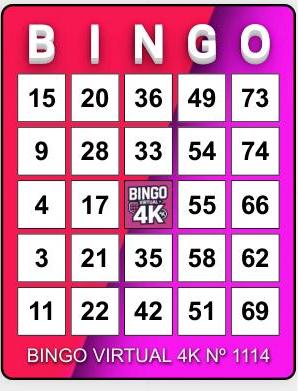 B I N G O
15 20 36 49 73
9 28 33 54 74
4 17 BINGO VIRTUAL 4K 55 66
3 21 35 58 62
11 22 42 51 69
BINGO VIRTUAL 4K Nº 1114